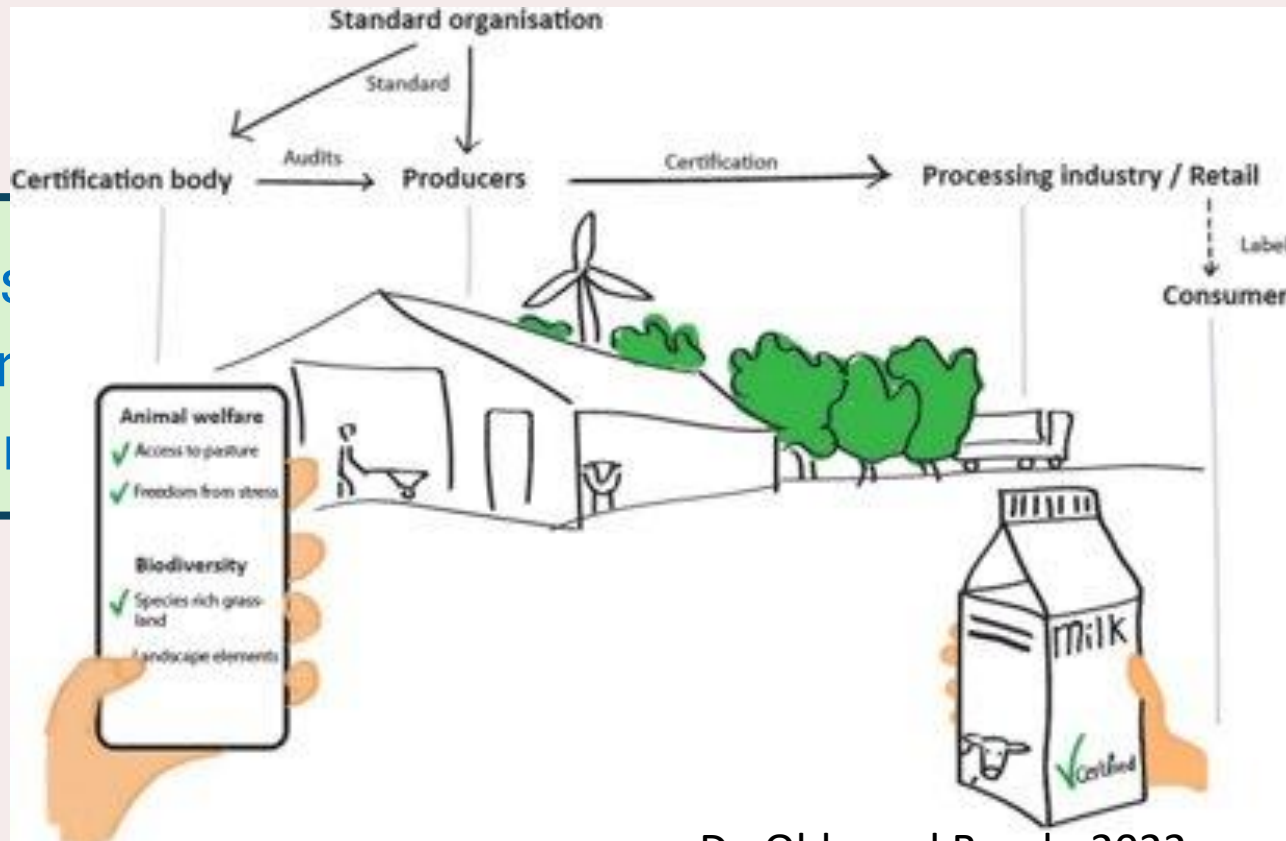 Standard organisation
Standard
Certification body
Audits
Producers
Certification
Processing industry / Retail
Label
Consumer
Animal welfare
✓ Access to pasture
✓ Freedom from stress
Biodiversity
✓ Species rich grass-
land
Landscape elements
milk
✓ Certified